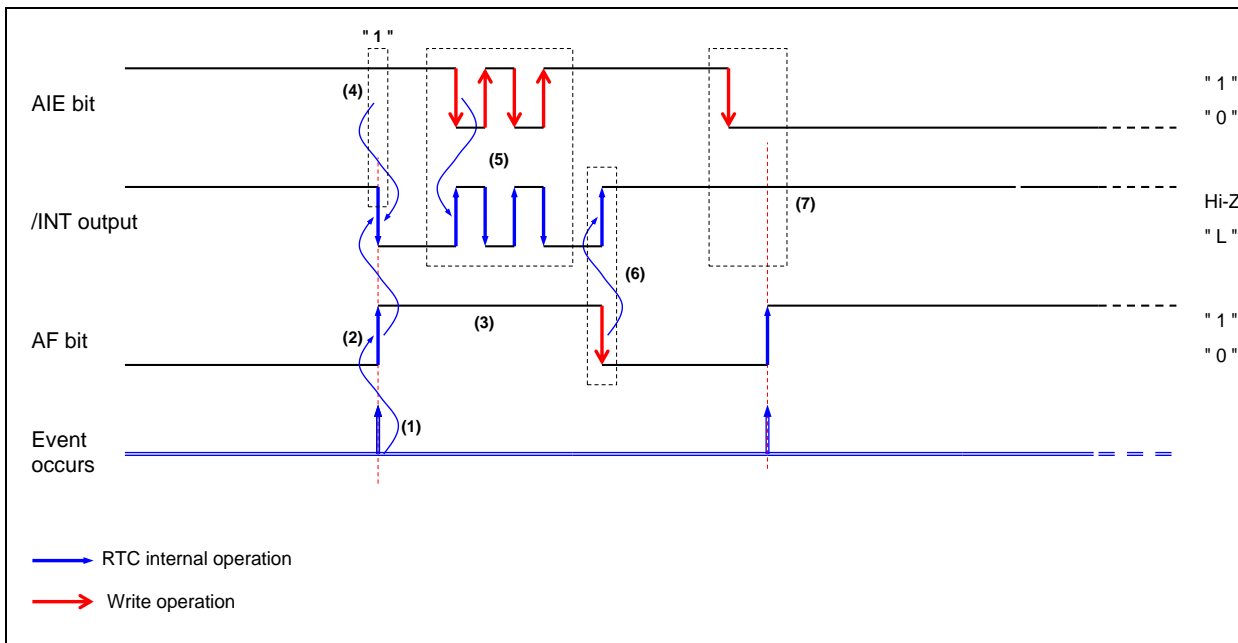 " 1 "
AIE bit
(4)
(5)
" 1 "
" 0 "
/INT output
(7)
Hi-Z
" L "
(6)
AF bit
(2)
(3)
" 1 "
" 0 "
(1)
Event
occurs
RTC internal operation
Write operation